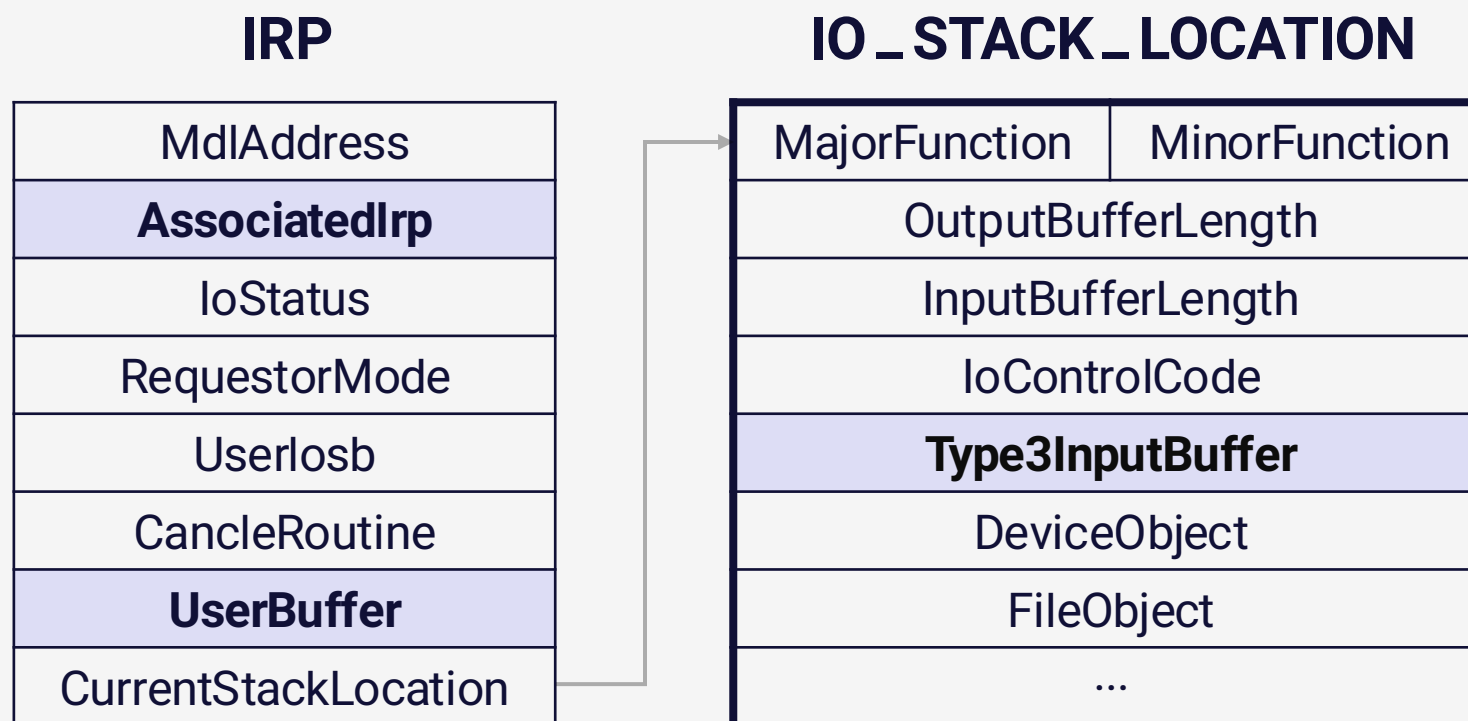 IRP
MdlAddress
AssociatedIrp
IoStatus
RequestorMode
UserIosb
CancleRoutine
UserBuffer
CurrentStackLocation
IO_STACK_LOCATION
MajorFunction MinorFunction
OutputBufferLength
InputBufferLength
IoControlCode
Type3InputBuffer
DeviceObject
FileObject
...